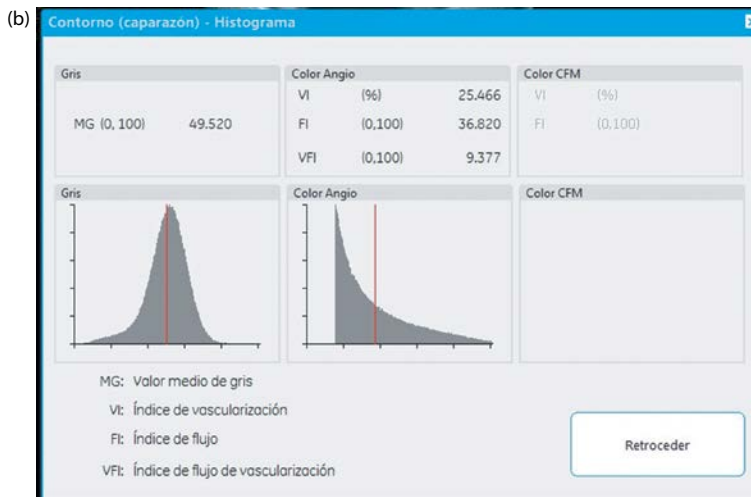 (b)
Contorno (caparazón) - Histograma
Gris
MG (0, 100) 49.520
Color Angio
VI (%) 25.466
FI (0,100) 36.820
VFI (0,100) 9.377
Color CFM
VI (%)
FI (0,100)
Gris
Color Angio
Color CFM
MG: Valor medio de gris
VI: Índice de vascularización
FI: Índice de flujo
VFI: Índice de flujo de vascularización
Retroceder